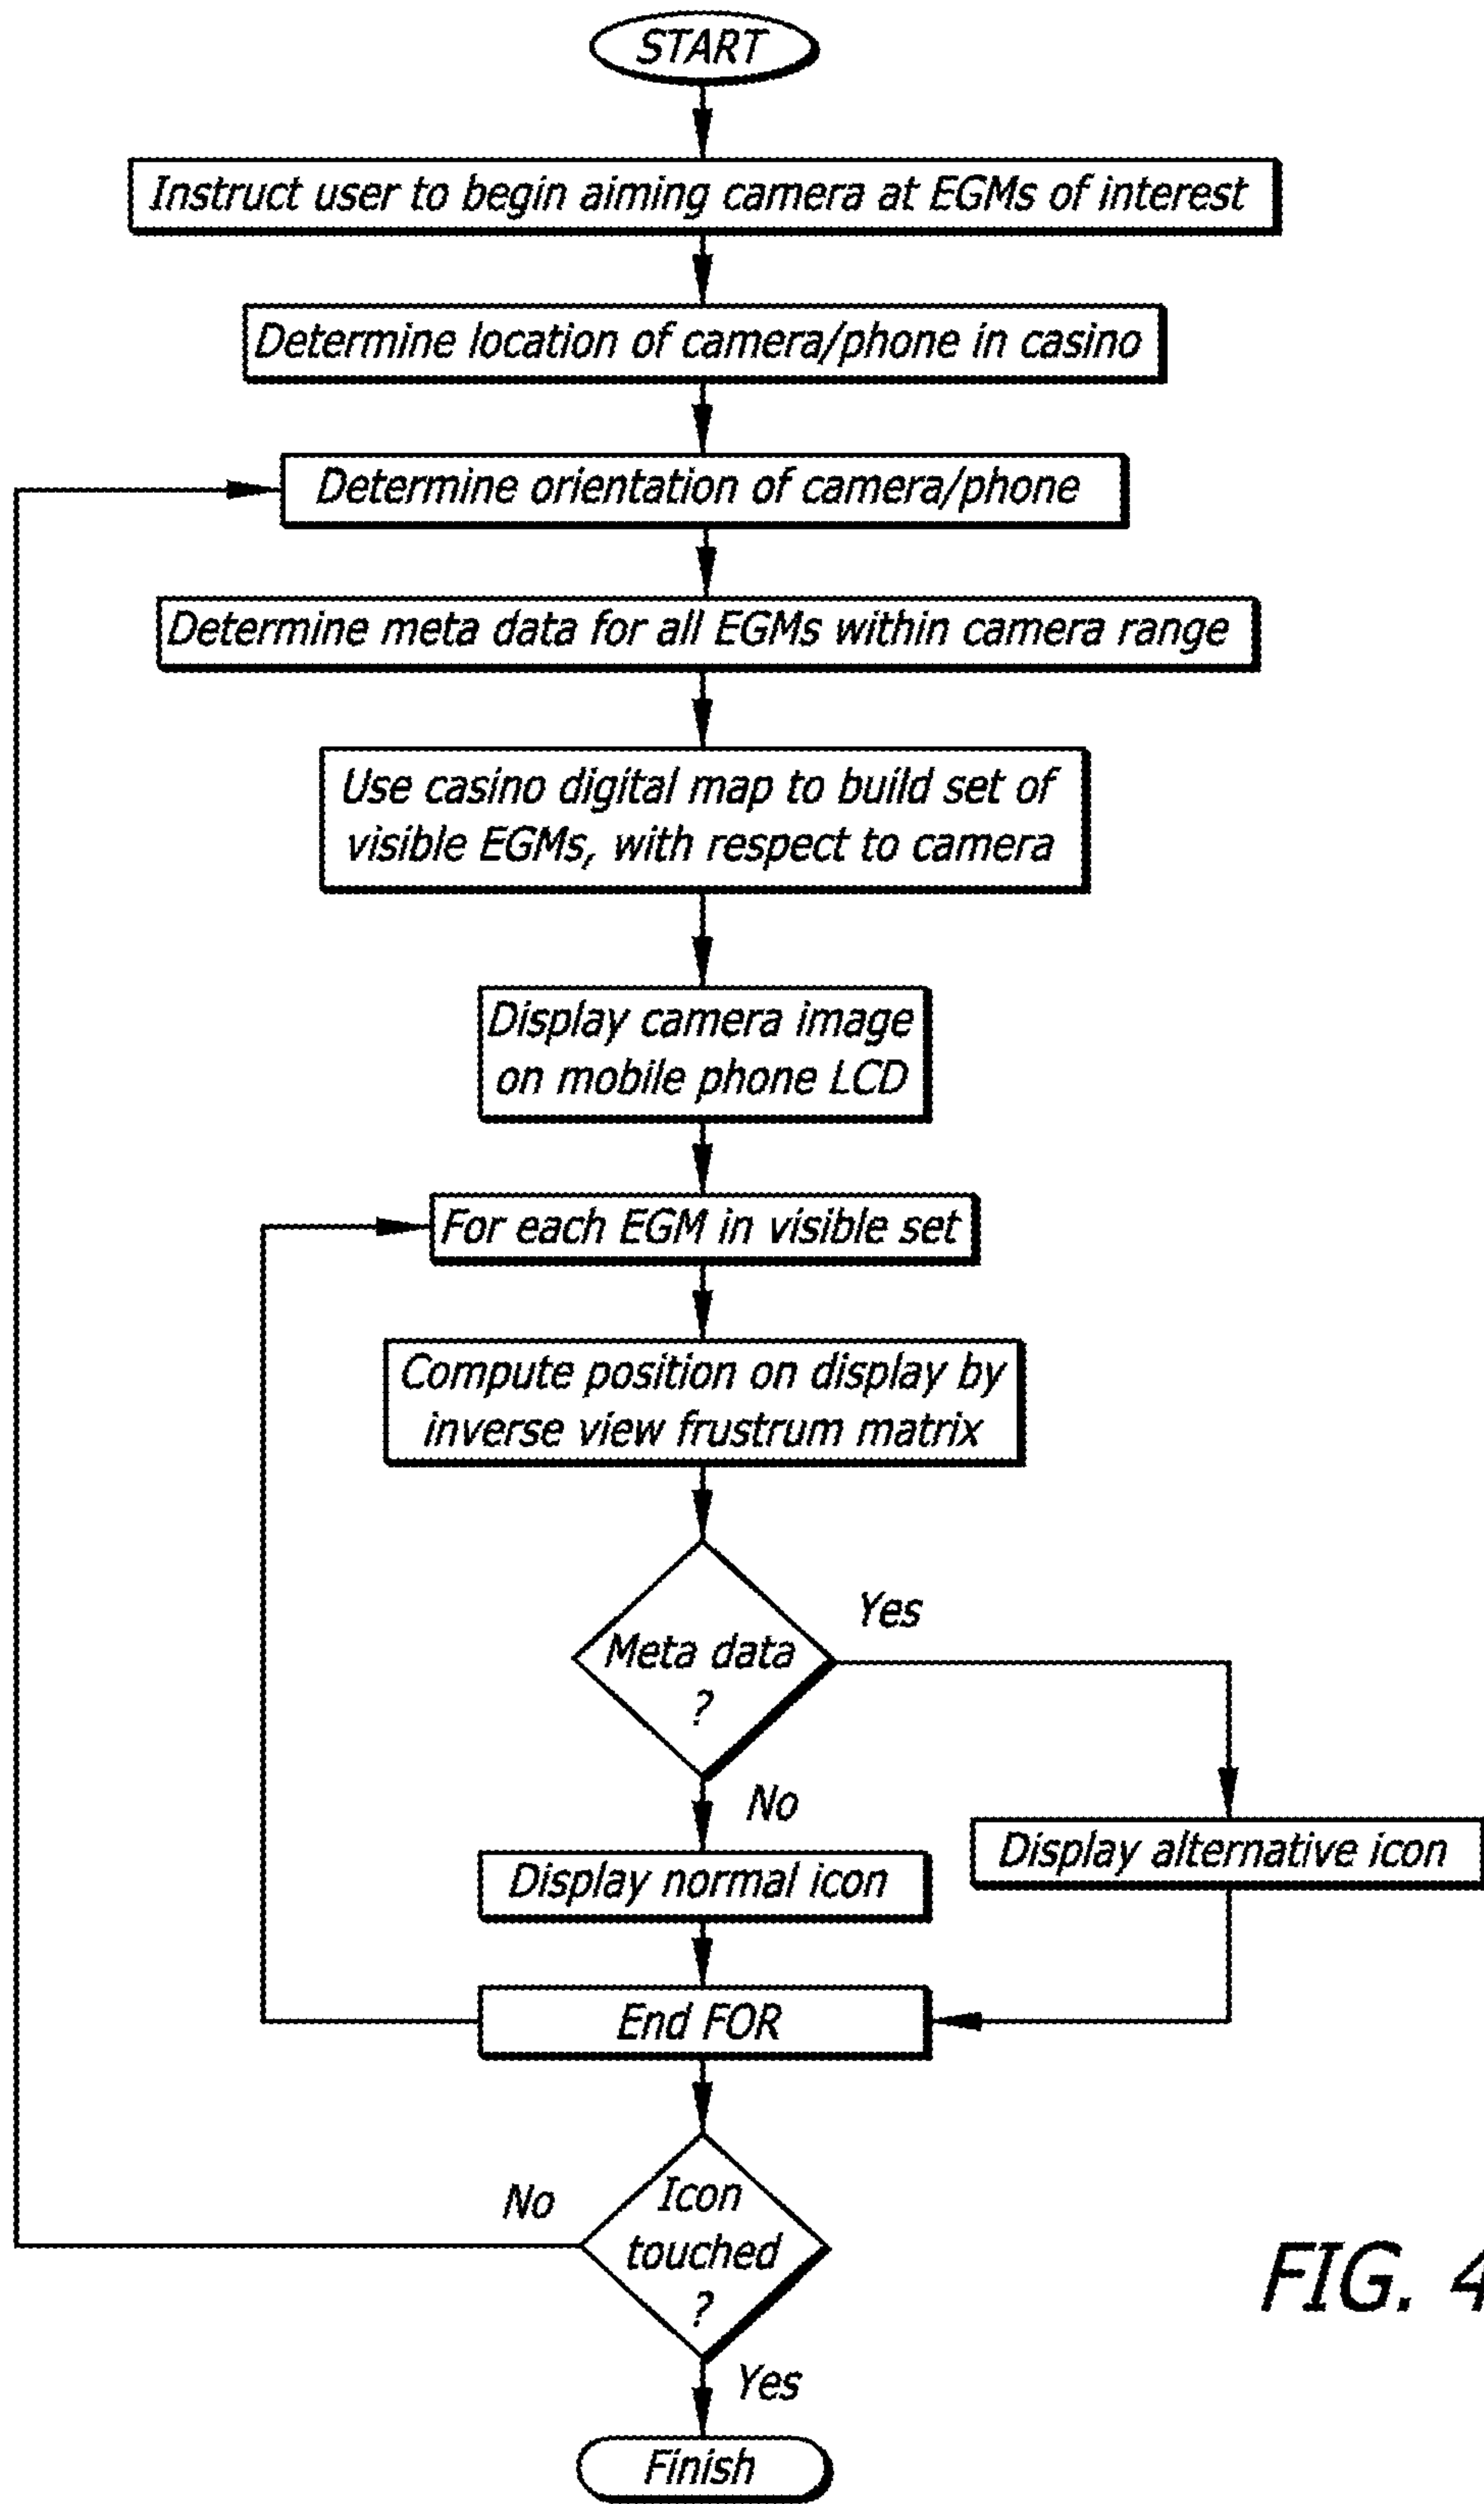 START
Instruct user to begin aiming camera at EGMs of interest
Determine location of camera/phone in casino
Determine orientation of camera/phone
Determine meta data for all EGMs within camera range
Use casino digital map to build set of
visible EGMs, with respect to camera
Display camera image
on mobile phone LCD
For each EGM in visible set
Compute position on display by
inverse view frustrum matrix
Yes
Meta data
?
No
Display alternative icon
Display normal icon
End FOR
No
Icon
touched
?
FIG. 4
Yes
Finish